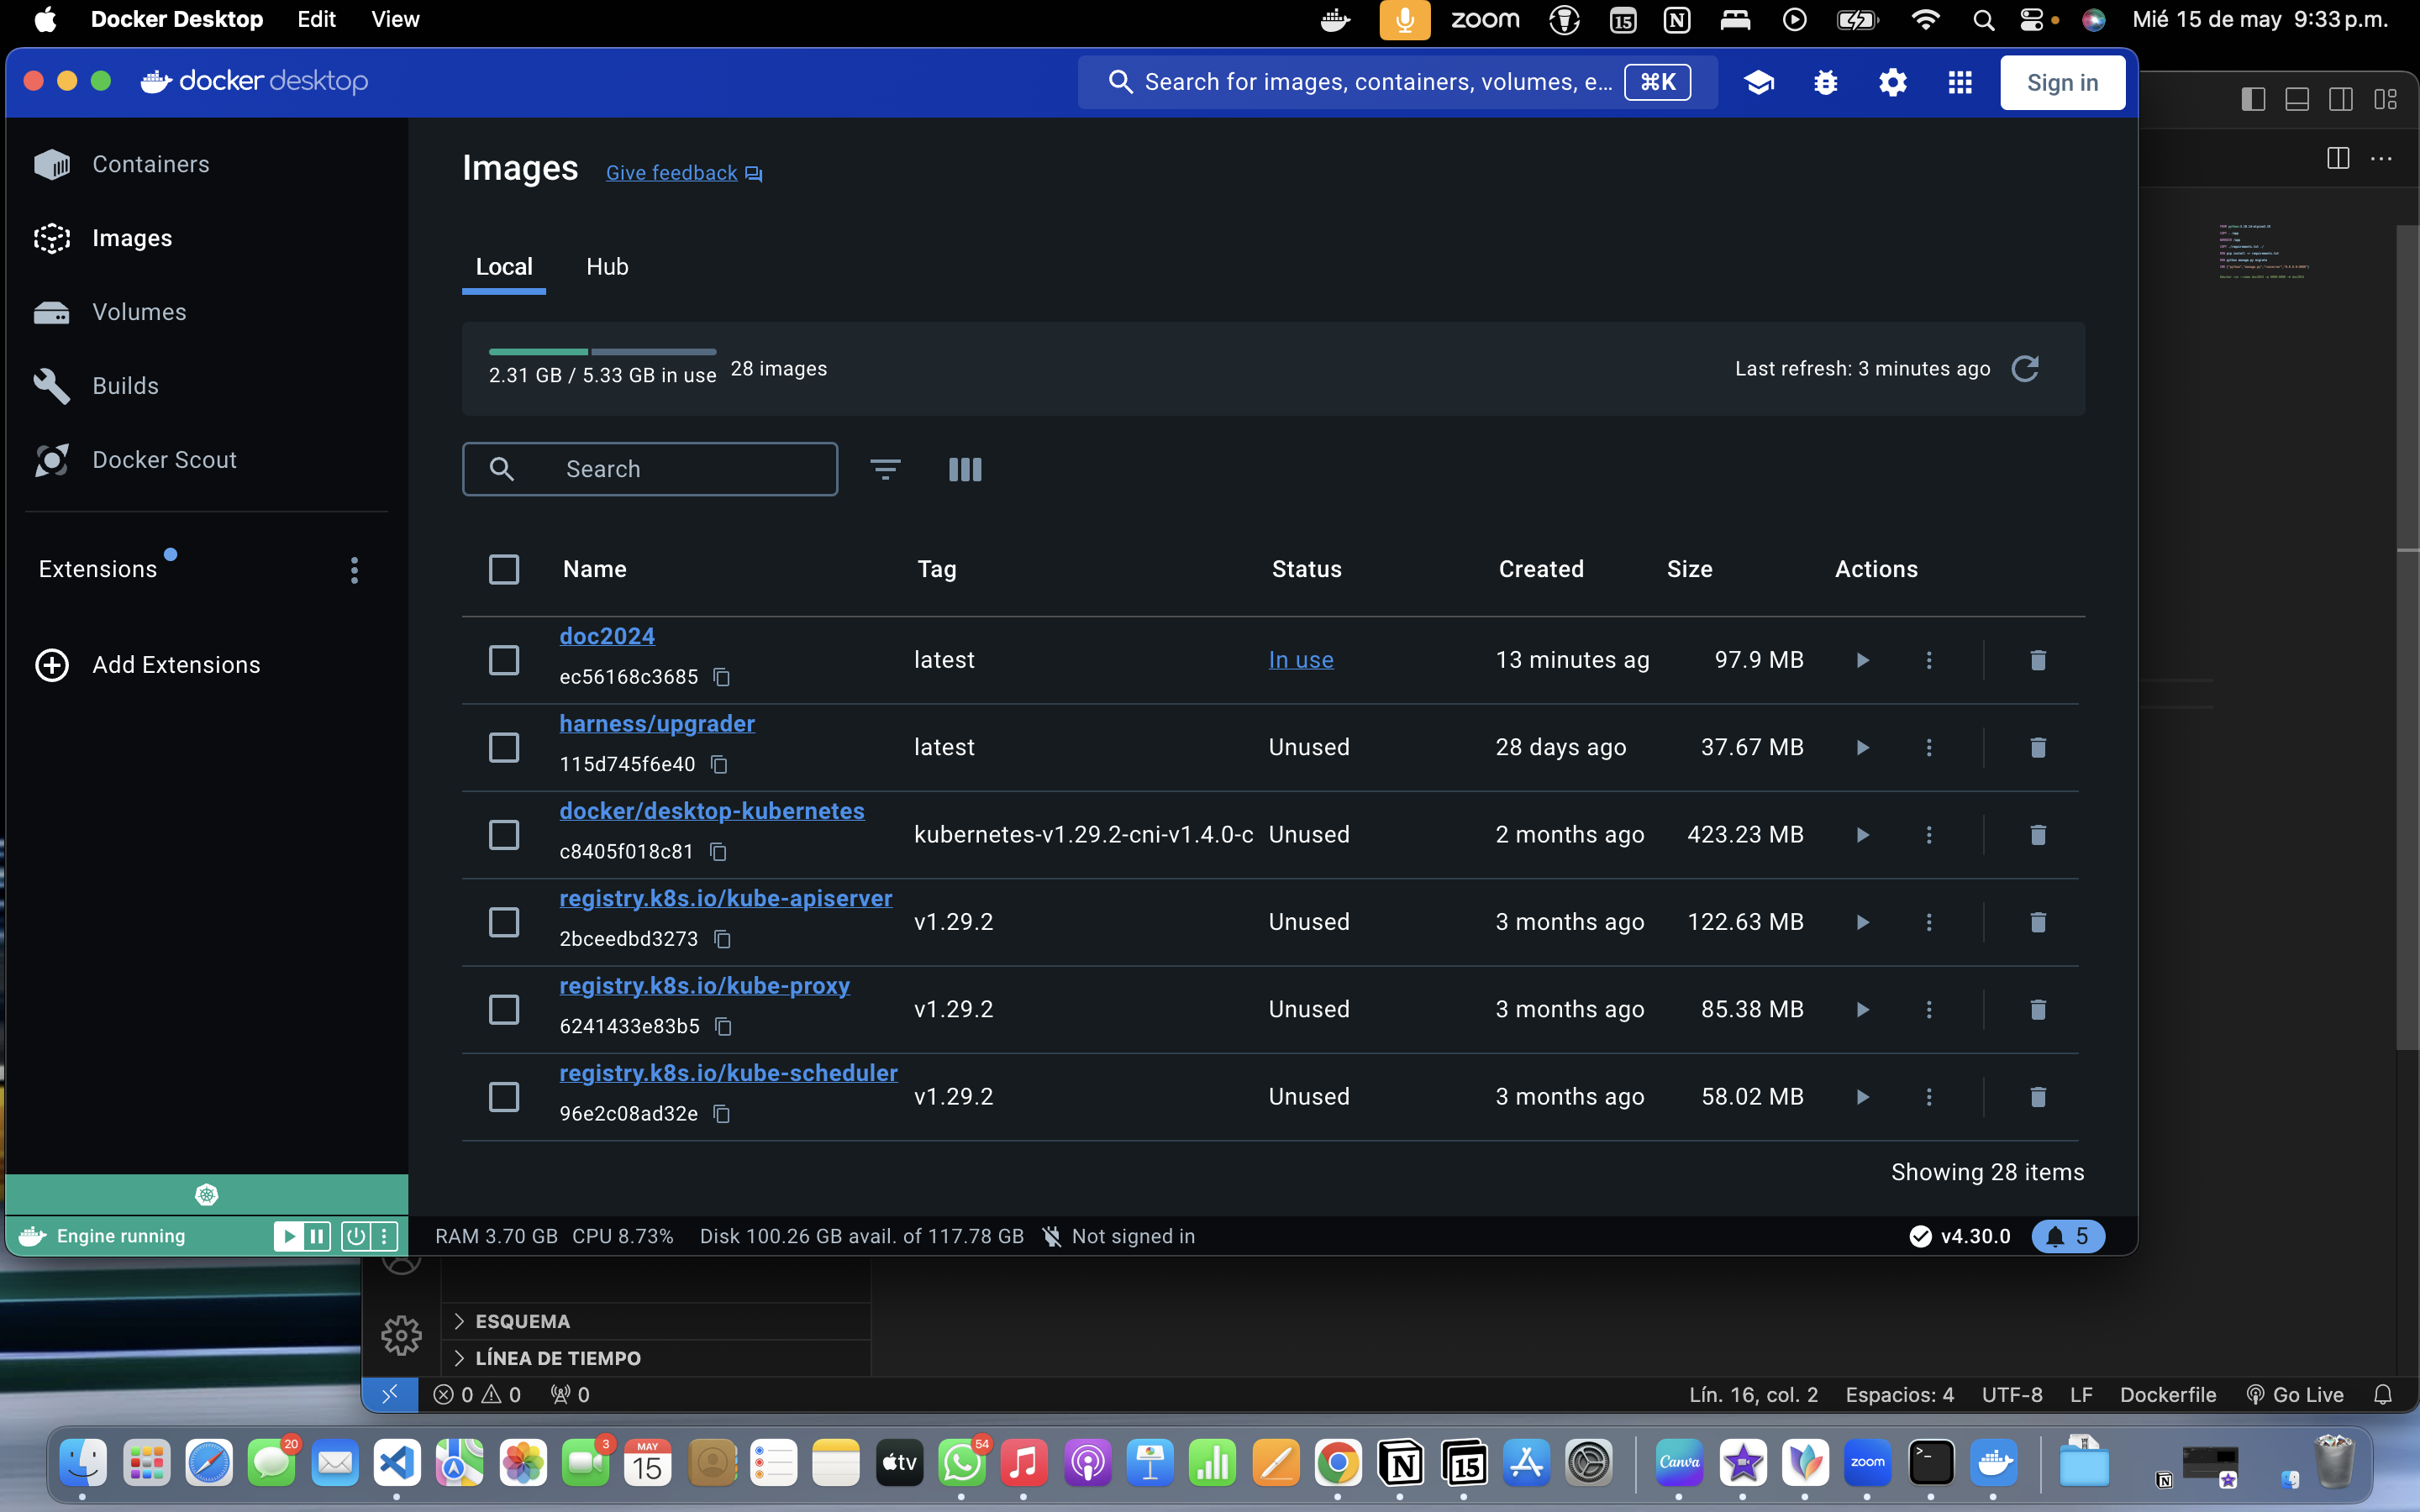 Docker Desktop Edit View zoom 15 Mié 15 de may 9:33 p.m.
docker desktop Search for images, containers, volumes, e... ⌘K Sign in
Containers
Images
Volumes
Builds
Docker Scout
Extensions
Add Extensions
Images Give feedback
Local Hub
2.31 GB / 5.33 GB in use 28 images Last refresh: 3 minutes ago
Search
Name Tag Status Created Size Actions
doc2024
ec56168c3685 latest In use 13 minutes ag 97.9 MB
harness/upgrader
115d745f6e40 latest Unused 28 days ago 37.67 MB
docker/desktop-kubernetes
c8405f018c81 kubernetes-v1.29.2-cni-v1.4.0-c Unused 2 months ago 423.23 MB
registry.k8s.io/kube-apiserver
2bceedbd3273 v1.29.2 Unused 3 months ago 122.63 MB
registry.k8s.io/kube-proxy
6241433e83b5 v1.29.2 Unused 3 months ago 85.38 MB
registry.k8s.io/kube-scheduler
96e2c08ad32e v1.29.2 Unused 3 months ago 58.02 MB
Showing 28 items
Engine running RAM 3.70 GB CPU 8.73% Disk 100.26 GB avail. of 117.78 GB Not signed in v4.30.0 5
ESQUEMA
LÍNEA DE TIEMPO
0 0 0 Lín. 16, col. 2 Espacios: 4 UTF-8 LF Dockerfile Go Live
20 3 MAY 15 tv 54 15 Canva zoom